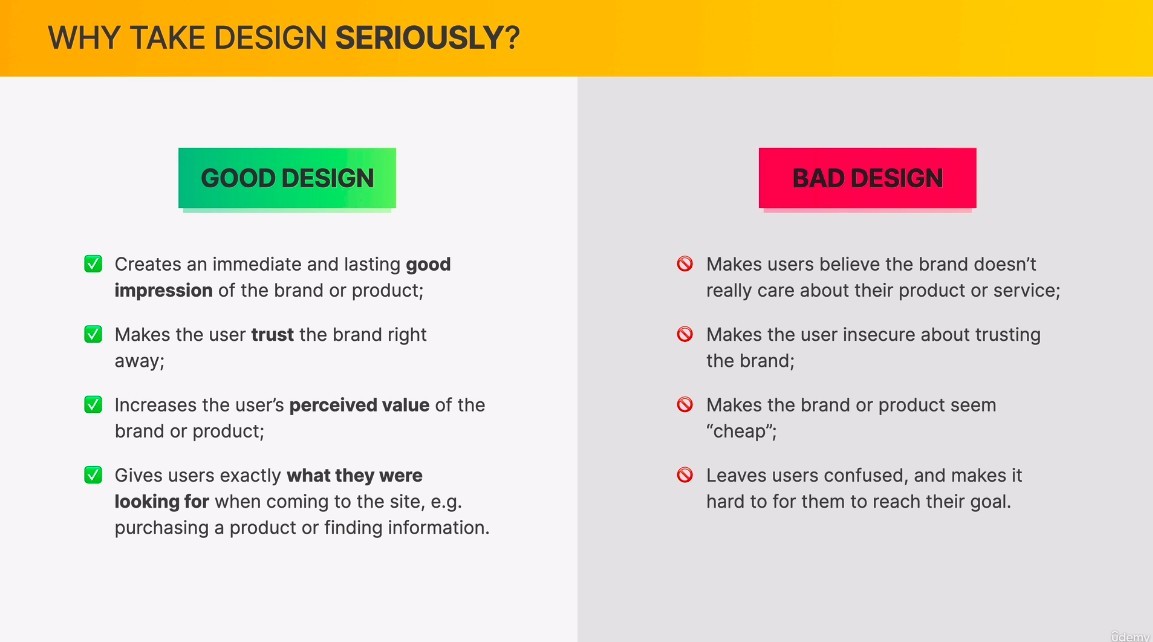 WHY TAKE DESIGN SERIOUSLY?
GOOD DESIGN
Creates an immediate and lasting good
impression of the brand or product;
Makes the user trust the brand right
away;
Increases the user’s perceived value of the
brand or product;
Gives users exactly what they were
looking for when coming to the site, e.g.
purchasing a product or finding information.
BAD DESIGN
Makes users believe the brand doesn’t
really care about their product or service;
Makes the user insecure about trusting
the brand;
Makes the brand or product seem
“cheap”;
Leaves users confused, and makes it
hard to for them to reach their goal.
ûdemy